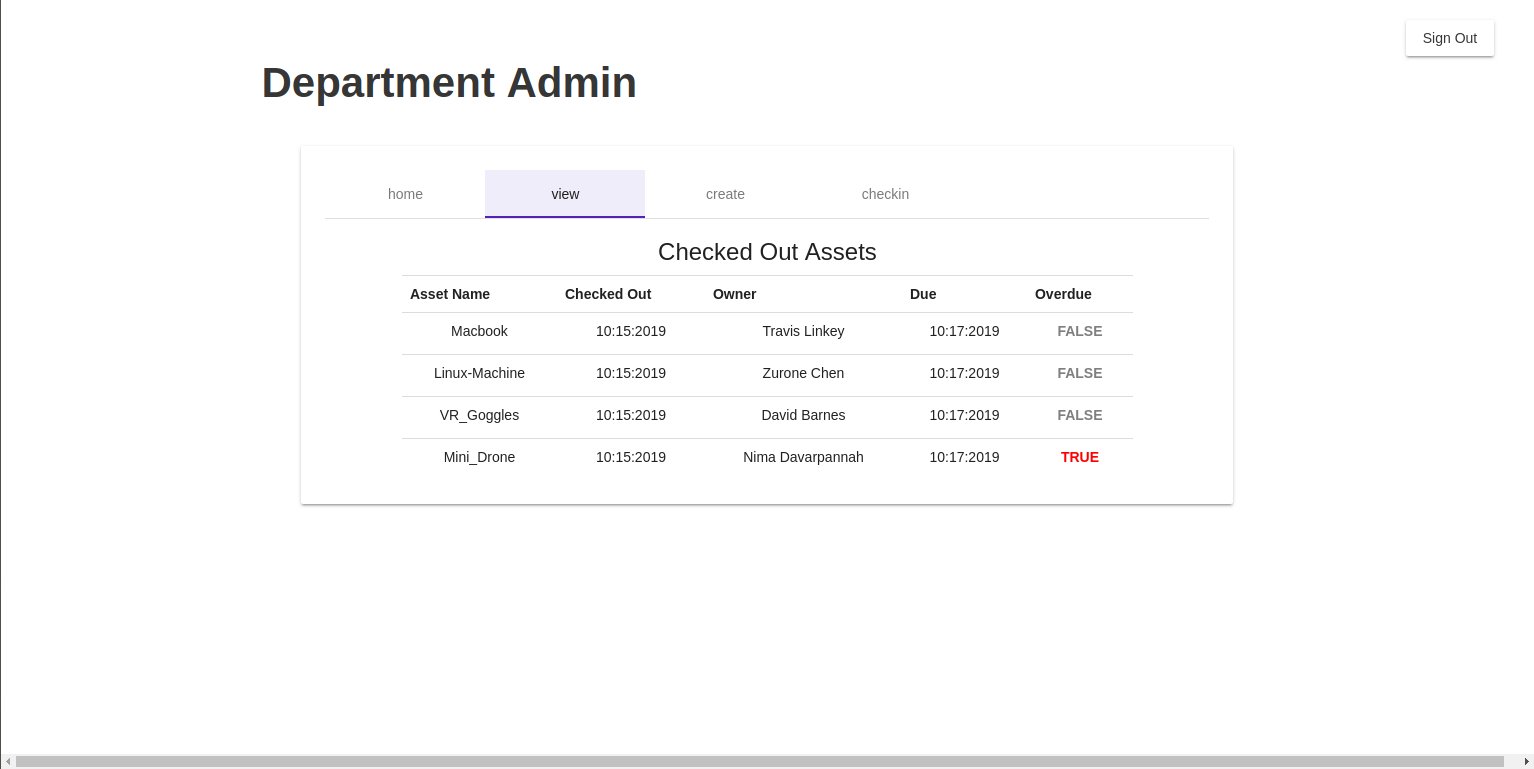 Sign Out
Department Admin
home view create checkin
Checked Out Assets
Asset Name Checked Out Owner Due Overdue
Macbook 10:15:2019 Travis Linkey 10:17:2019 FALSE
Linux-Machine 10:15:2019 Zurone Chen 10:17:2019 FALSE
VR_Goggles 10:15:2019 David Barnes 10:17:2019 FALSE
Mini_Drone 10:15:2019 Nima Davarpannah 10:17:2019 TRUE